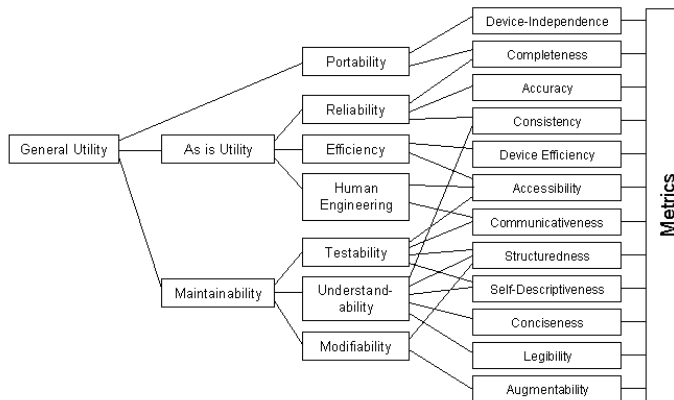 General Utility
As is Utility
Maintainability
Portability
Reliability
Efficiency
Human
Engineering
Testability
Understand-
ability
Modifiability
Device-Independence
Completeness
Accuracy
Consistency
Device Efficiency
Accessibility
Communicativeness
Structuredness
Self-Descriptiveness
Conciseness
Legibility
Augmentability
Metrics